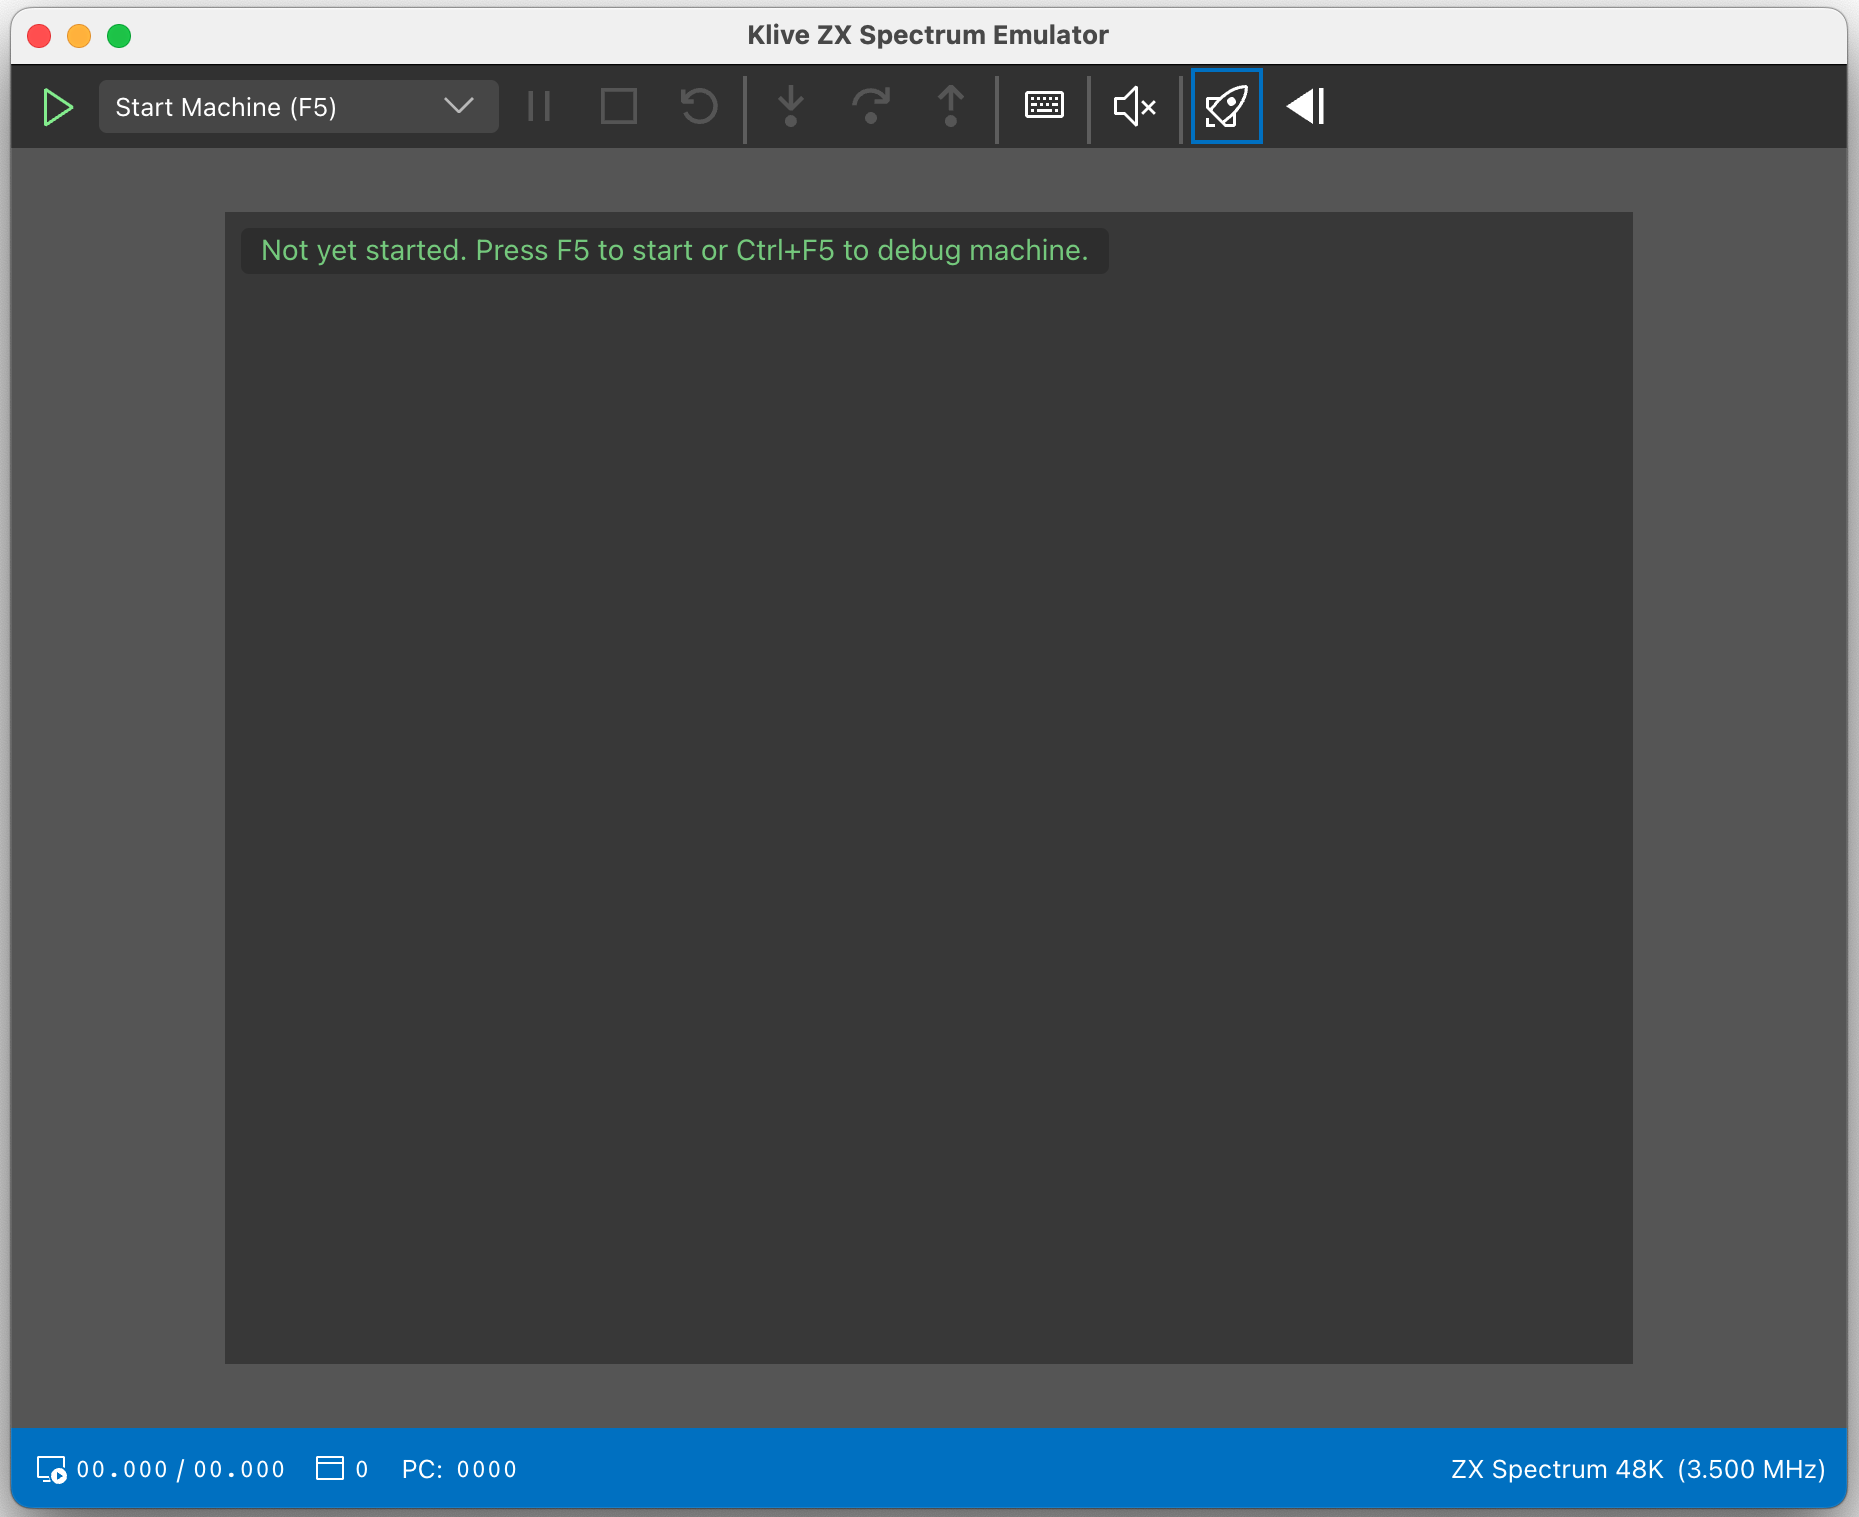 Klive ZX Spectrum Emulator
Start Machine (F5)
Not yet started. Press F5 to start or Ctrl+F5 to debug machine.
00.000 / 00.000 0 PC: 0000 ZX Spectrum 48K (3.500 MHz)